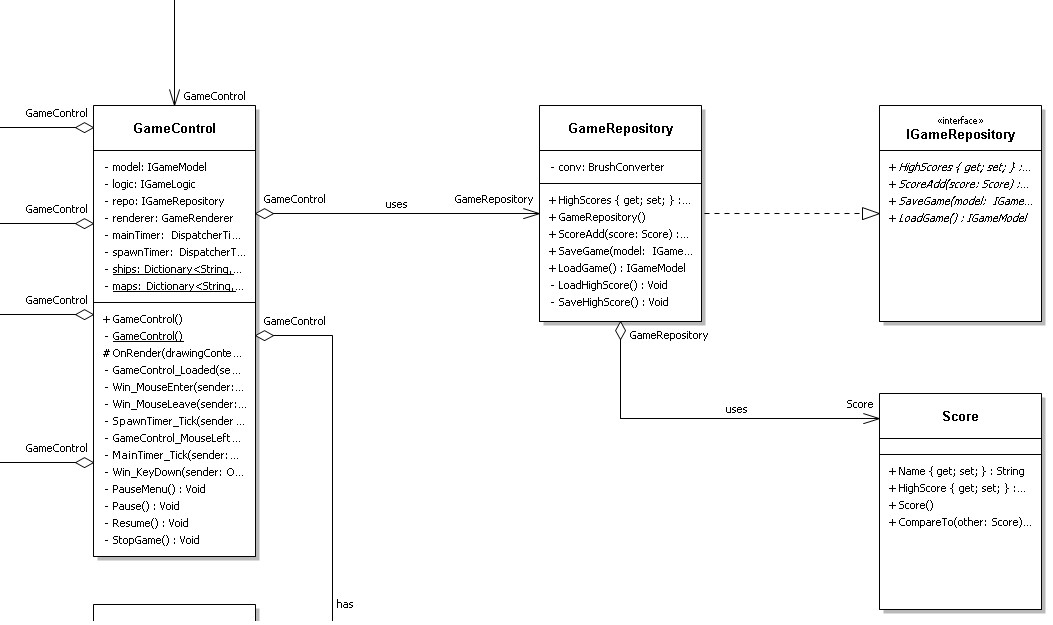 GameControl
GameControl
GameControl
GameControl
GameControl
GameControl
- model: IGameModel
- logic: IGameLogic
- repo: IGameRepository
- renderer: GameRenderer
- mainTimer: DispatcherTi...
- spawnTimer: DispatcherT...
- ships: Dictionary<String,...
- maps: Dictionary<String,...
+ GameControl()
- GameControl()
# OnRender(drawingConte...
- GameControl_Loaded(se...
- Win_MouseEnter(sender:...
- Win_MouseLeave(sender:...
- SpawnTimer_Tick(sender...
- GameControl_MouseLeft...
- MainTimer_Tick(sender:...
- Win_KeyDown(sender: O...
- PauseMenu() : Void
- Pause() : Void
- Resume() : Void
- StopGame() : Void
GameControl
uses
GameRepository
GameControl
has
GameRepository
- conv: BrushConverter
+ HighScores { get; set; } :...
+ GameRepository()
+ ScoreAdd(score: Score) :...
+ SaveGame(model: IGame...
+ LoadGame() : IGameModel
- LoadHighScore() : Void
- SaveHighScore() : Void
GameRepository
uses
Score
«interface»
IGameRepository
+ HighScores { get; set; } :...
+ ScoreAdd(score: Score) :...
+ SaveGame(model: IGame...
+ LoadGame() : IGameModel
Score
+ Name { get; set; } : String
+ HighScore { get; set; } :...
+ Score()
+ CompareTo(other: Score)...